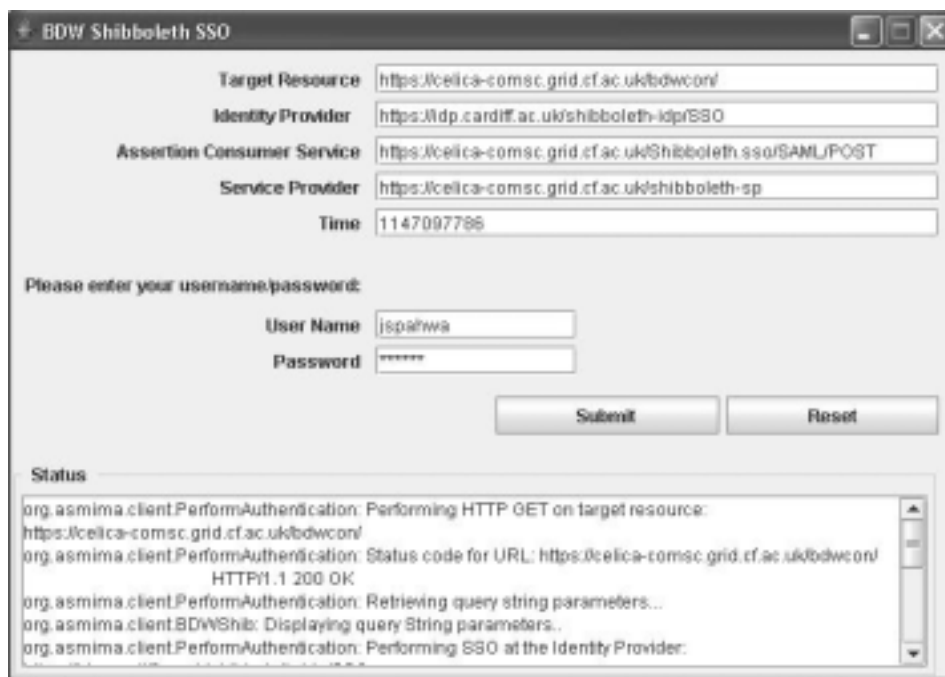 BDW Shibboleth SSO
Target Resource https://celica-comsc.grid.cf.ac.uk/bdwcon/
Identity Provider https://idp.cardiff.ac.uk/shibboleth-idp/SSO
Assertion Consumer Service https://celica-comsc.grid.cf.ac.uk/Shibboleth.sso/SAML/POST
Service Provider https://celica-comsc.grid.cf.ac.uk/shibboleth-sp
Time 1147097786
Please enter your username/password:
User Name jspahwa
Password ******
Submit Reset
Status
org.asmima.client.PerformAuthentication: Performing HTTP GET on target resource:
https://celica-comsc.grid.cf.ac.uk/bdwcon/
org.asmima.client.PerformAuthentication: Status code for URL: https://celica-comsc.grid.cf.ac.uk/bdwcon/
HTTP/1.1 200 OK
org.asmima.client.PerformAuthentication: Retrieving query string parameters...
org.asmima.client.BDWShib: Displaying query String parameters..
org.asmima.client.PerformAuthentication: Performing SSO at the Identity Provider: